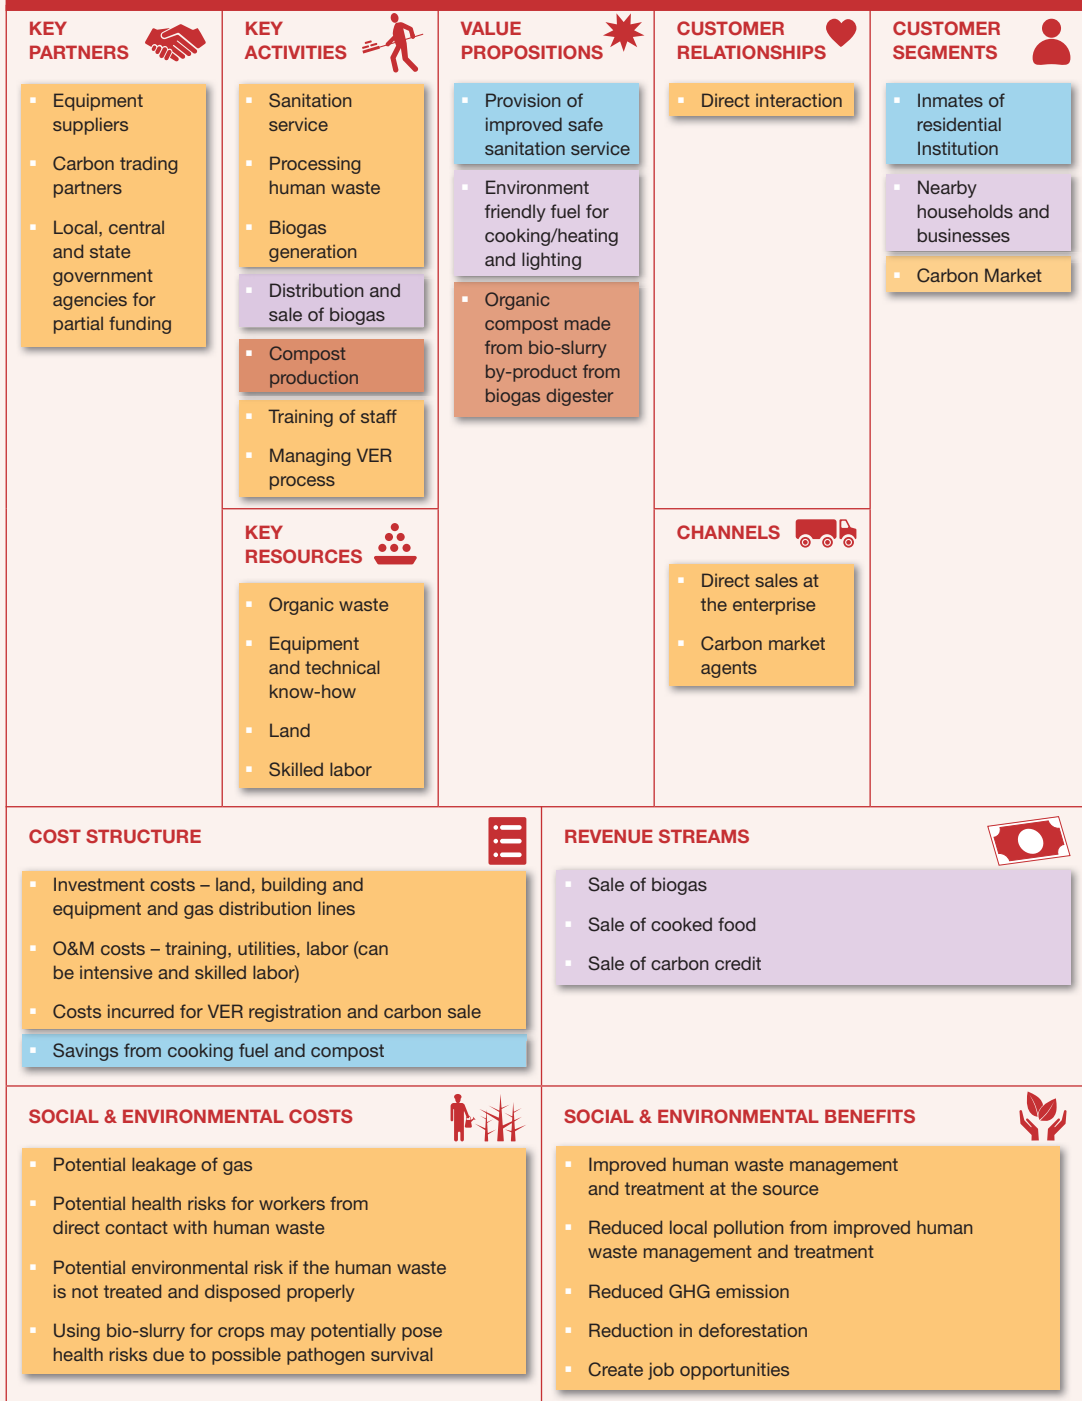 KEY
PARTNERS
▪ Equipment
suppliers
▪ Carbon trading
partners
▪ Local, central
and state
government
agencies for
partial funding
KEY
ACTIVITIES
▪ Sanitation
service
▪ Processing
human waste
▪ Biogas
generation
▪ Distribution and
sale of biogas
▪ Compost
production
▪ Training of staff
▪ Managing VER
process
KEY
RESOURCES
▪ Organic waste
▪ Equipment
and technical
know-how
▪ Land
▪ Skilled labor
VALUE
PROPOSITIONS
▪ Provision of
improved safe
sanitation service
▪ Environment
friendly fuel for
cooking/heating
and lighting
▪ Organic
compost made
from bio-slurry
by-product from
biogas digester
CUSTOMER
RELATIONSHIPS
▪ Direct interaction
CHANNELS
▪ Direct sales at
the enterprise
▪ Carbon market
agents
CUSTOMER
SEGMENTS
▪ Inmates of
residential
Institution
▪ Nearby
households and
businesses
▪ Carbon Market
COST STRUCTURE
▪ Investment costs – land, building and
equipment and gas distribution lines
▪ O&M costs – training, utilities, labor (can
be intensive and skilled labor)
▪ Costs incurred for VER registration and carbon sale
▪ Savings from cooking fuel and compost
REVENUE STREAMS
▪ Sale of biogas
▪ Sale of cooked food
▪ Sale of carbon credit
SOCIAL & ENVIRONMENTAL COSTS
▪ Potential leakage of gas
▪ Potential health risks for workers from
direct contact with human waste
▪ Potential environmental risk if the human waste
is not treated and disposed properly
▪ Using bio-slurry for crops may potentially pose
health risks due to possible pathogen survival
SOCIAL & ENVIRONMENTAL BENEFITS
▪ Improved human waste management
and treatment at the source
▪ Reduced local pollution from improved human
waste management and treatment
▪ Reduced GHG emission
▪ Reduction in deforestation
▪ Create job opportunities